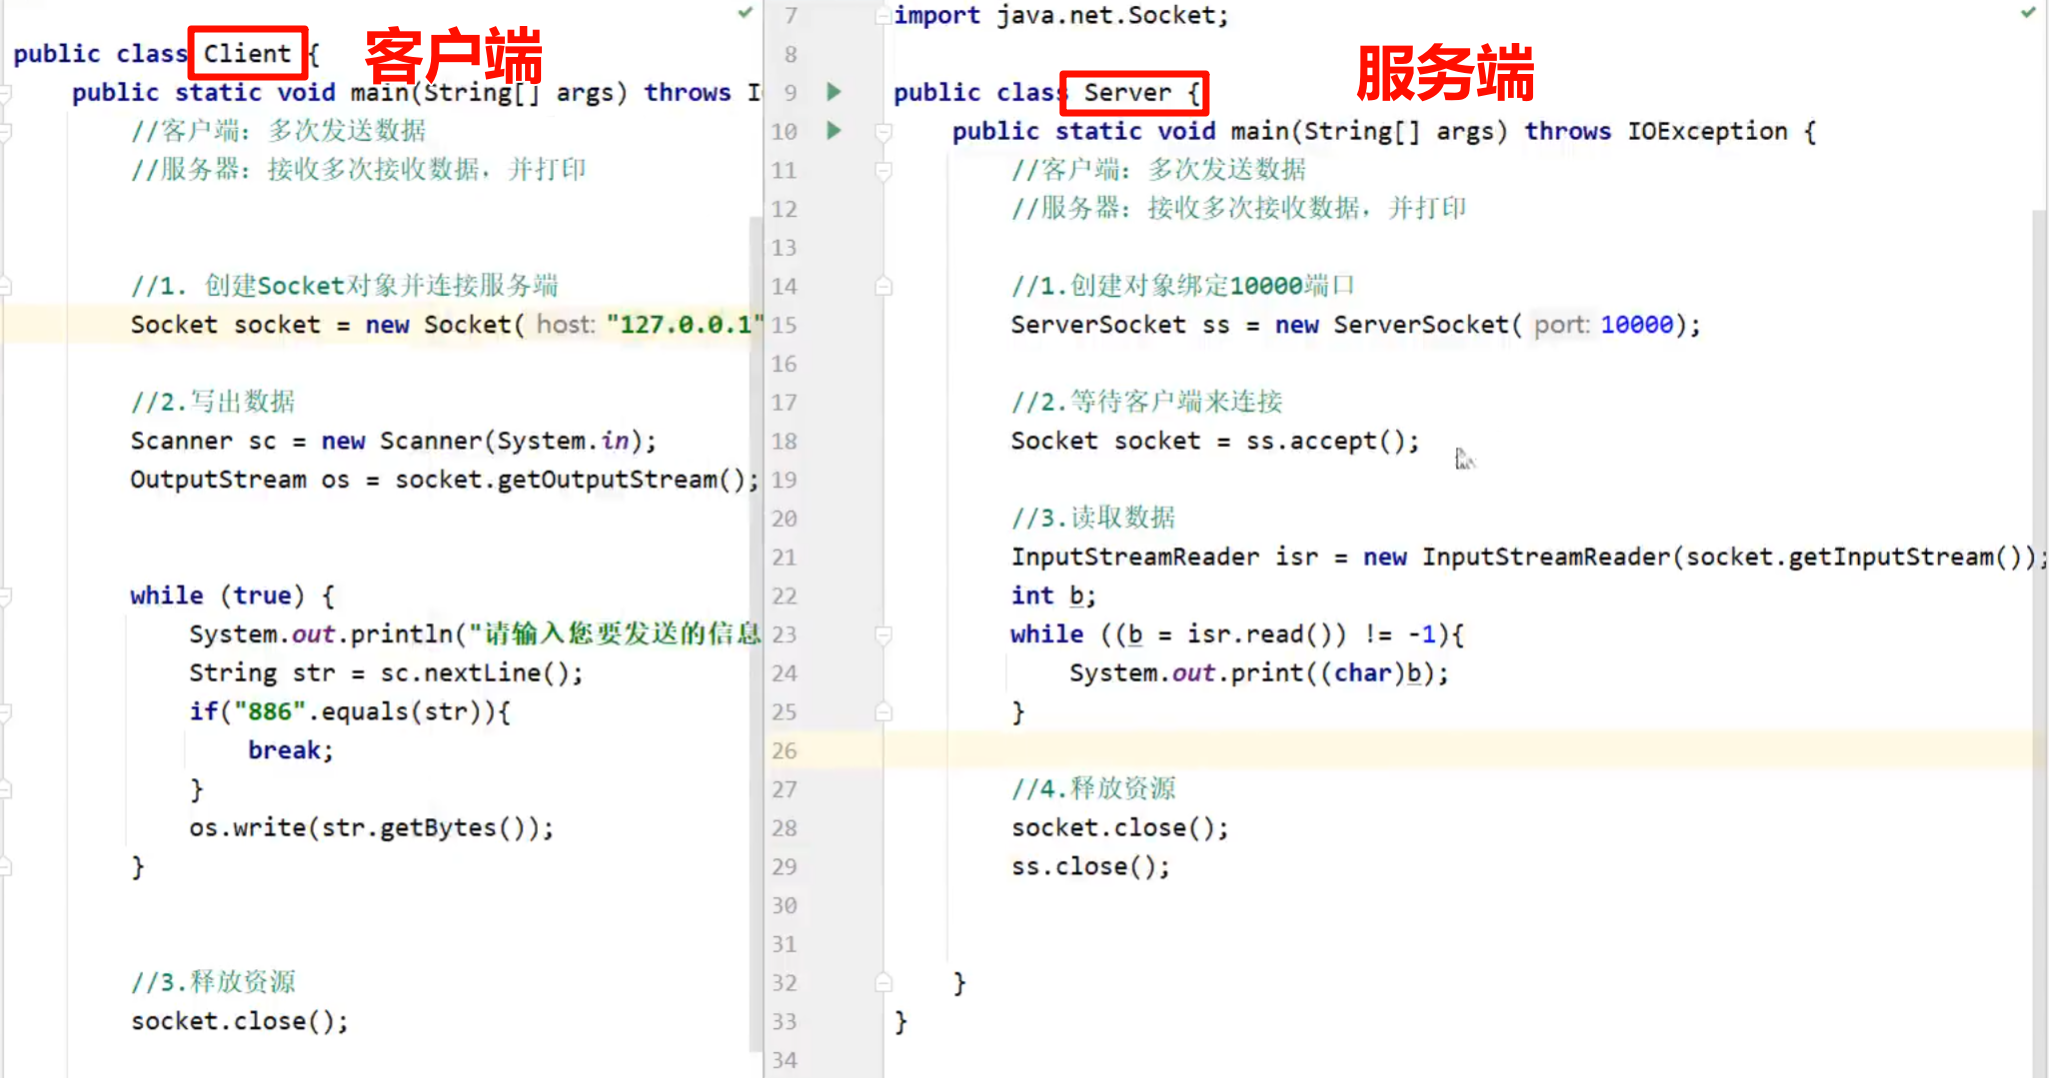 public class Client {
客户端
public static void main(String[] args) throws I
//客户端：多次发送数据
//服务器：接收多次接收数据，并打印
//1. 创建Socket对象并连接服务端
Socket socket = new Socket( host: "127.0.0.1"
//2.写出数据
Scanner sc = new Scanner(System.in);
OutputStream os = socket.getOutputStream();
while (true) {
System.out.println("请输入您要发送的信息
String str = sc.nextLine();
if("886".equals(str)){
break;
}
os.write(str.getBytes());
}
//3.释放资源
socket.close();
7 import java.net.Socket;
8
服务端
9 public class Server {
10 public static void main(String[] args) throws IOException {
11 //客户端：多次发送数据
12 //服务器：接收多次接收数据，并打印
13
14 //1.创建对象绑定10000端口
15 ServerSocket ss = new ServerSocket( port: 10000);
16
17 //2.等待客户端来连接
18 Socket socket = ss.accept();
19
20 //3.读取数据
21 InputStreamReader isr = new InputStreamReader(socket.getInputStream());
22 int b;
23 while ((b = isr.read()) != -1){
24 System.out.print((char)b);
25 }
26
27 //4.释放资源
28 socket.close();
29 ss.close();
30
31
32 }
33 }
34